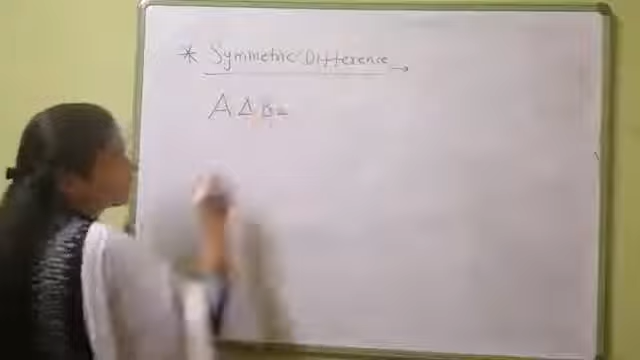 * Symmetric Difference →
A Δ B =